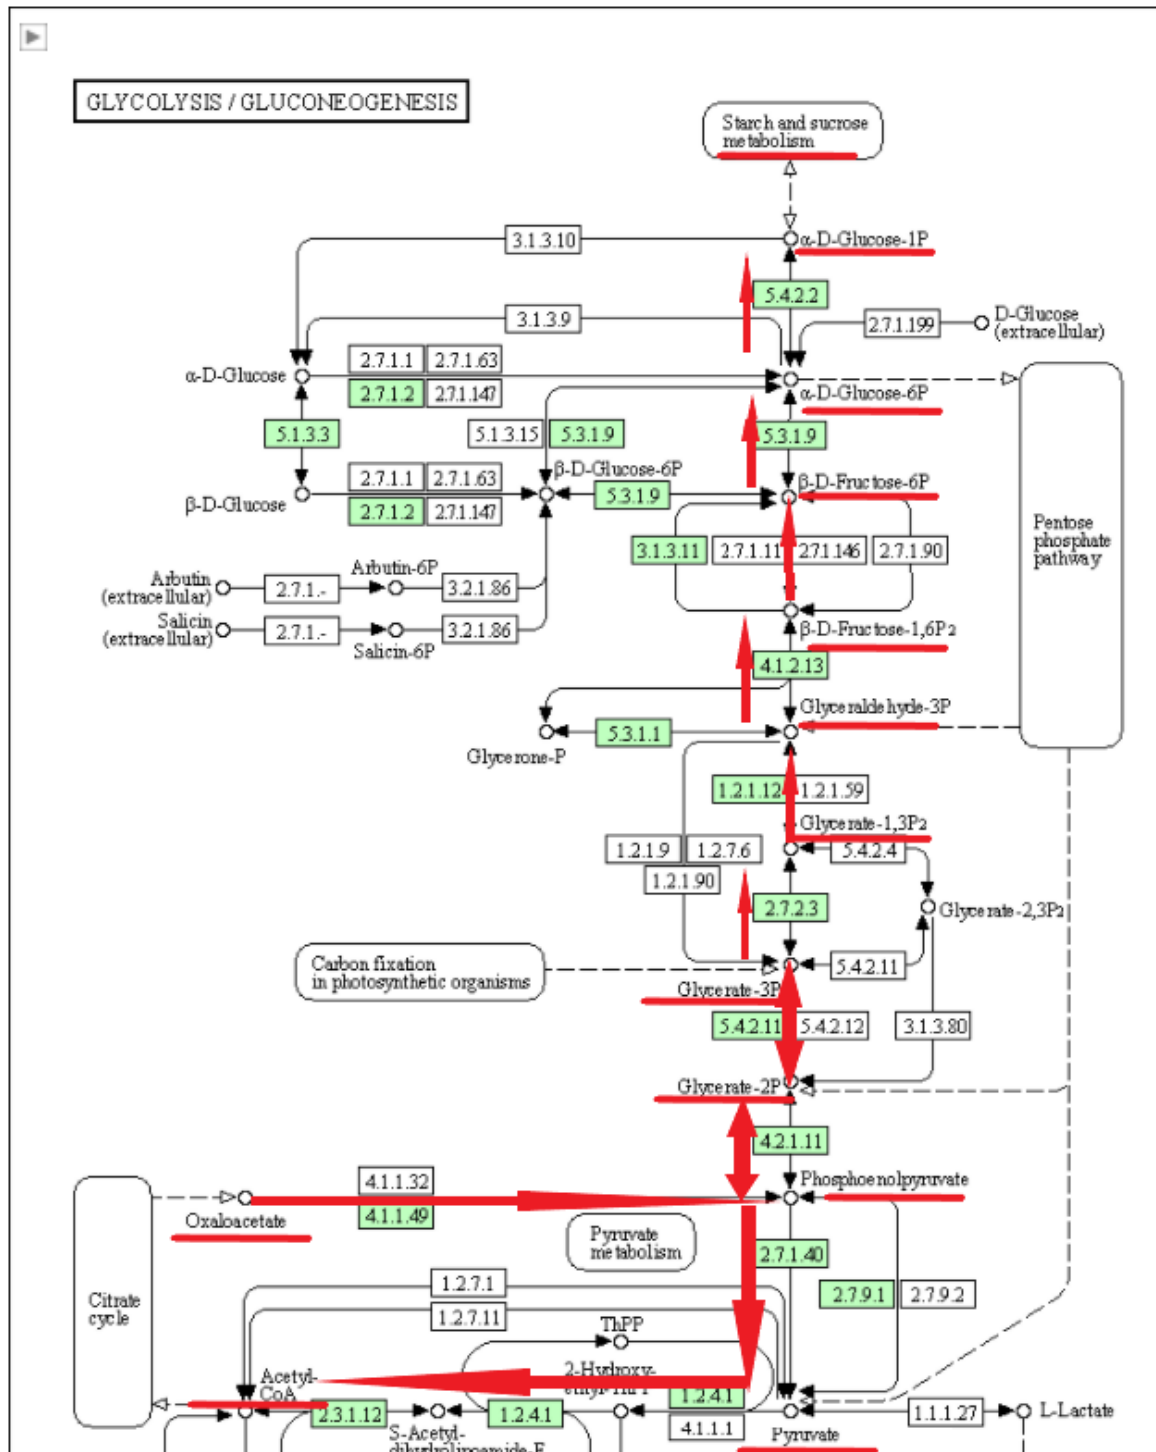 GLYCOLYSIS / GLUCONEOGENESIS
Starch and sucrose
metabolism
3.1.3.10
α-D-Glucose-1P
5.4.2.2
3.1.3.9
2.7.1.199
D-Glucose
(extracellular)
α-D-Glucose
2.7.1.1 2.7.1.63
2.7.1.2 2.7.1.147
α-D-Glucose-6P
5.1.3.3
5.1.3.15 5.3.1.9
5.3.1.9
β-D-Glucose
2.7.1.1 2.7.1.63
2.7.1.2 2.7.1.147
β-D-Glucose-6P
5.3.1.9
β-D-Fructose-6P
Pentose
phosphate
pathway
3.1.3.11 2.7.1.11 2.7.1.146 2.7.1.90
Arbutin
(extracellular)
2.7.1.-
Arbutin-6P
3.2.1.86
Salicin
(extracellular)
2.7.1.-
Salicin-6P
3.2.1.86
β-D-Fructose-1,6P2
4.1.2.13
Glyceraldehyde-3P
Glycerone-P
5.3.1.1
1.2.1.12 1.2.1.59
Glycerate-1,3P2
1.2.1.9 1.2.7.6
1.2.1.90
5.4.2.4
2.7.2.3
Glycerate-2,3P2
Carbon fixation
in photosynthetic organisms
5.4.2.11
Glycerate-3P
5.4.2.11 5.4.2.12
3.1.3.80
Glycerate-2P
4.2.1.11
4.1.1.32
4.1.1.49
Oxaloacetate
Phosphoenolpyruvate
Pyruvate
metabolism
2.7.1.40
Citrate
cycle
1.2.7.1
1.2.7.11
2.7.9.1 2.7.9.2
ThPP
2-Hydroxy-
Acetyl-
CoA
1.2.4.1
2.3.1.12
1.2.4.1
4.1.1.1
1.1.1.27
L-Lactate
S-Acetyl-
dihydrolipoamide-E
Pyruvate